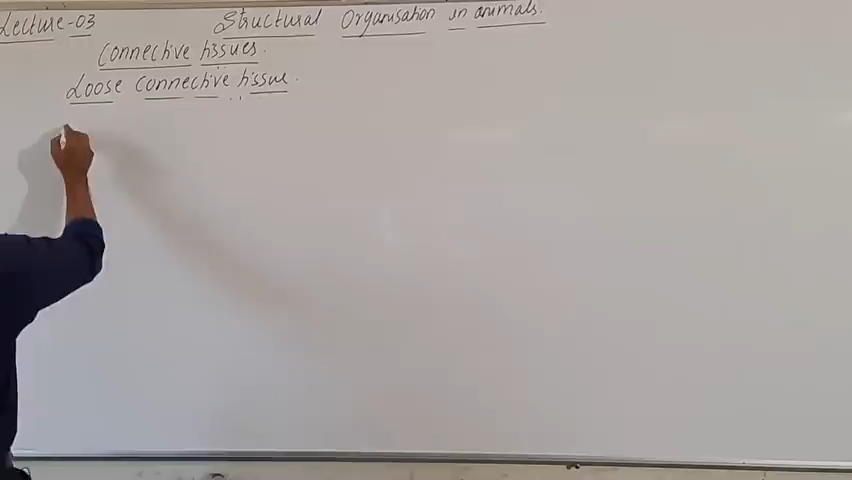 Lecture-03 Structural Organisation in animals.
Connective tissues.
Loose connective tissue.